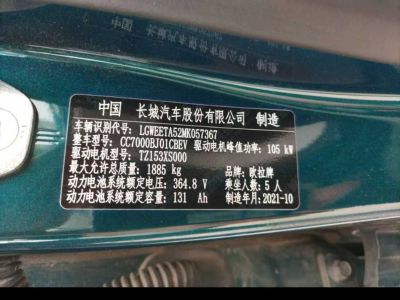 中国 长城汽车股份有限公司 制造
车辆识别代号: LGWEETA52MK057367
整车型号: CC7000BJ01CBEV 驱动电机峰值功率: 105 kW
驱动电机型号: TZ153XS000
最大允许总质量: 1885 kg 品牌: 欧拉牌
动力电池系统额定电压: 364.8 V 乘坐人数: 5 人
动力电池系统额定容量: 131 Ah 制造年月: 2021-10